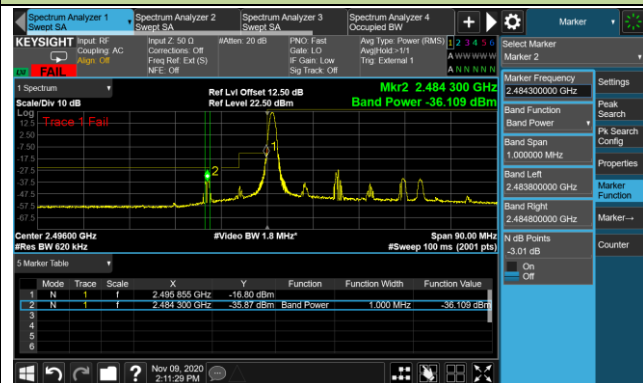 Spectrum Analyzer 1
Swept SA
Spectrum Analyzer 2
Swept SA
Spectrum Analyzer 3
Swept SA
Spectrum Analyzer 4
Occupied BW
Marker
KEYSIGHT
Input: RF
Coupling: AC
Align: Off
Input Z: 50 Ω
Corrections: Off
Freq Ref: Ext (S)
NFE: Off
#Atten: 20 dB
PNO: Fast
Gate: LO
IF Gain: Low
Sig Track: Off
Avg Type: Power (RMS)
Avg|Hold:>1/1
Trig: External 1
1 2 3 4 5 6
A W W W W W
A N N N N N
FAIL
Select Marker
Marker 2
1 Spectrum
Scale/Div 10 dB
Ref Lvl Offset 12.50 dB
Ref Level 22.50 dBm
Mkr2 2.484 300 GHz
Band Power -36.109 dBm
Log
Trace 1 Fail
12.5
2.50
-7.50
-17.5
-27.5
-37.5
-47.5
-57.5
-67.5
1
2
Center 2.49600 GHz
#Res BW 620 kHz
#Video BW 1.8 MHz*
Span 90.00 MHz
#Sweep 100 ms (2001 pts)
5 Marker Table
Mode Trace Scale X Y Function Function Width Function Value
1 N 1 f 2.495 855 GHz -16.80 dBm
2 N 1 f 2.484 300 GHz -35.87 dBm Band Power 1.000 MHz -36.109 dBm
3
4
5
6
Marker Frequency
2.484300000 GHz
Band Function
Band Power
Band Span
1.000000 MHz
Band Left
2.483800000 GHz
Band Right
2.484800000 GHz
N dB Points
-3.01 dB
On
Off
Settings
Peak
Search
Pk Search
Config
Properties
Marker
Function
Marker→
Counter
?
Nov 09, 2020
2:11:29 PM